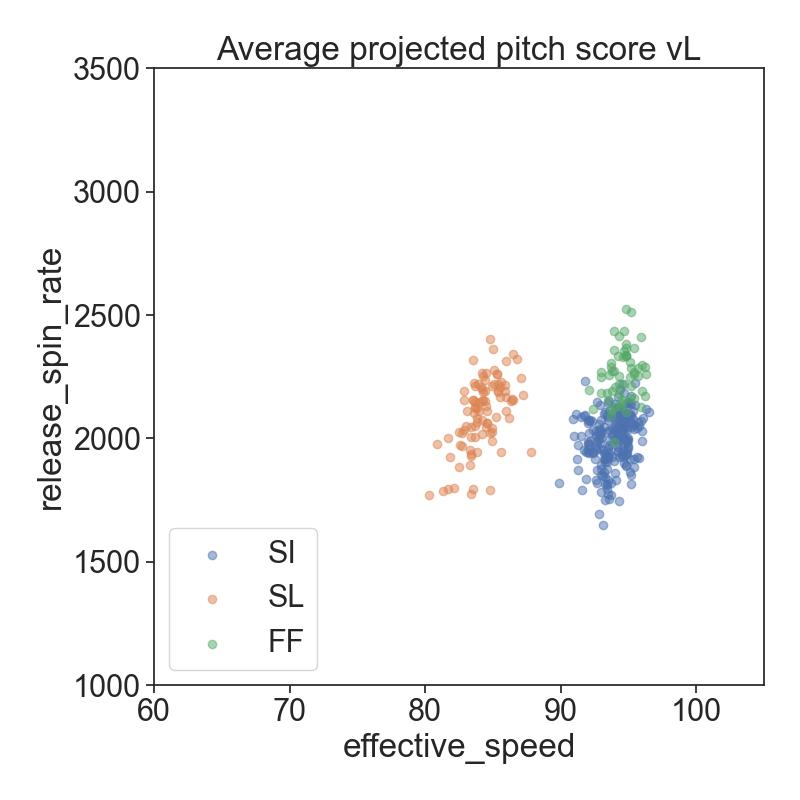 Average projected pitch score vL
3500
3000
2500
2000
1500
1000
release_spin_rate
SI
SL
FF
60 70 80 90 100
effective_speed